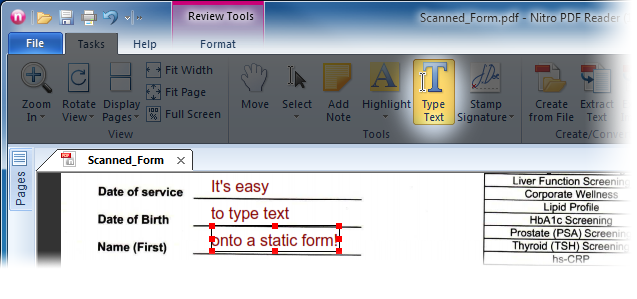 Review Tools
Scanned_Form.pdf - Nitro PDF Reader
File
Tasks
Help
Format
Zoom In
Rotate View
Display Pages
Fit Width
Fit Page
Full Screen
View
Move
Select
Add Note
Highlight
Type Text
Stamp Signature
Tools
Create from File
Extract Text
Create/Conve
Pages
Scanned_Form
Date of service It's easy
Date of Birth to type text
Name (First) onto a static form!
Liver Function Screening
Corporate Wellness
Lipid Profile
HbA1c Screening
Prostate (PSA) Screening
Thyroid (TSH) Screening
hs-CRP